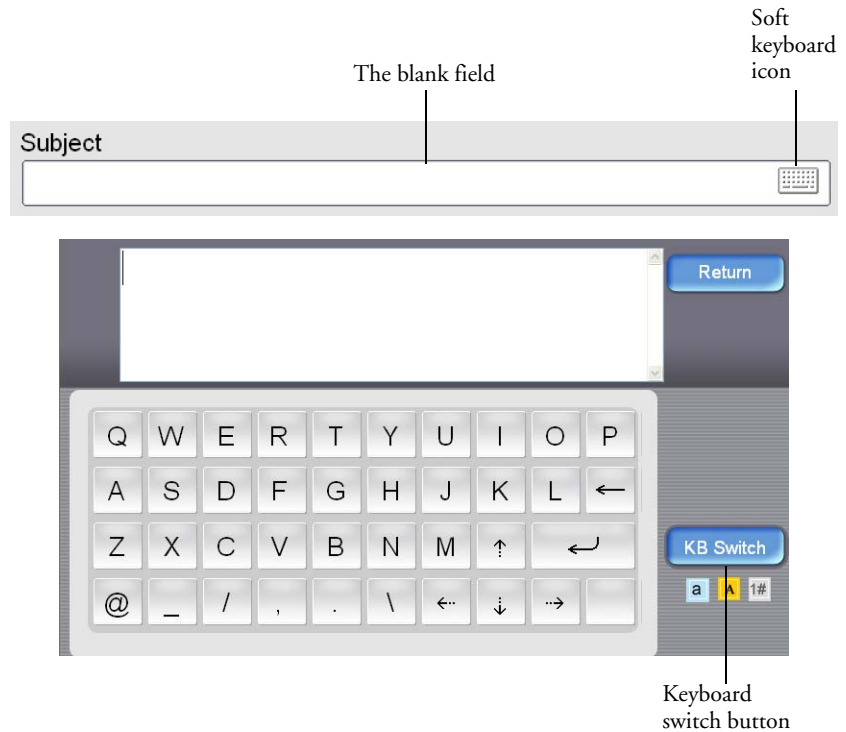 Soft
keyboard
icon
The blank field
Subject
Return
Q W E R T Y U I O P
A S D F G H J K L ←
Z X C V B N M ↑ ↵
@ _ / , . \ ⇠ ⇣ ⇢
KB Switch
a A 1#
Keyboard
switch button